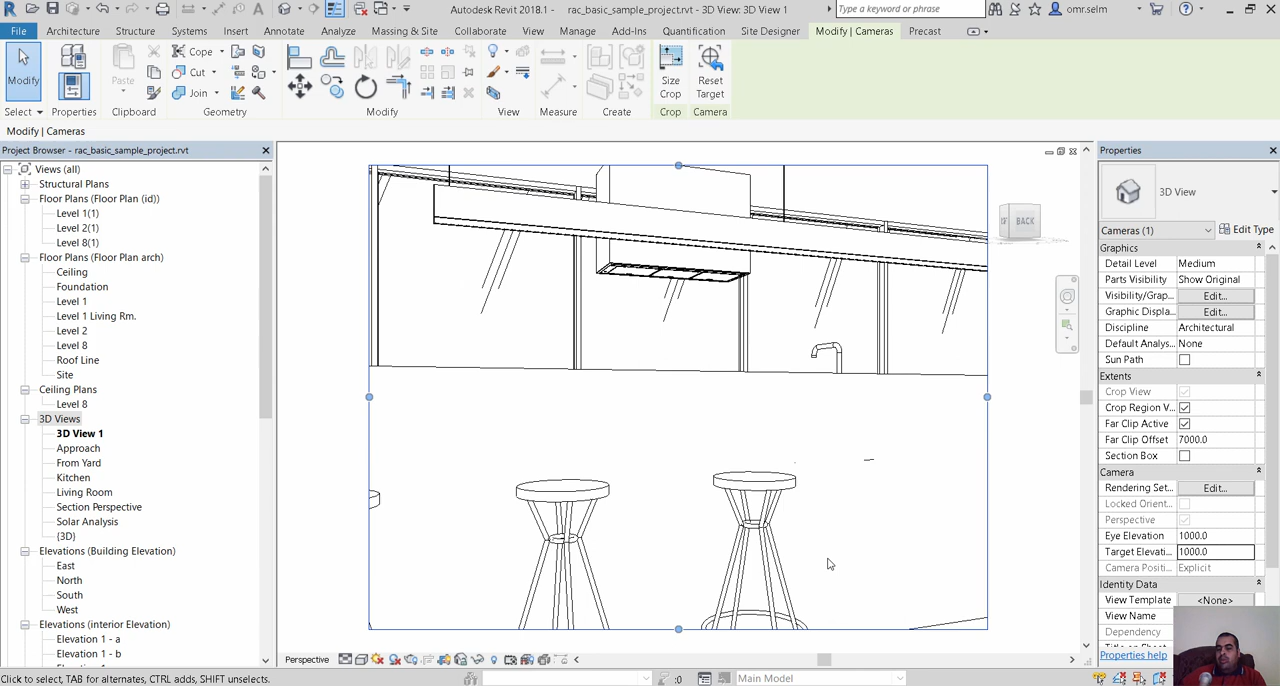 Autodesk Revit 2018.1 - rac_basic_sample_project.rvt - 3D View: 3D View 1
Type a keyword or phrase
omr.selm
File Architecture Structure Systems Insert Annotate Analyze Massing & Site Collaborate View Manage Add-Ins Quantification Site Designer Modify | Cameras Precast
Modify
Paste
Cope
Cut
Join
Size Crop
Reset Target
Select Properties Clipboard Geometry Modify View Measure Create Crop Camera
Modify | Cameras
Project Browser - rac_basic_sample_project.rvt
Views (all)
Structural Plans
Floor Plans (Floor Plan (id))
Level 1(1)
Level 2(1)
Level 8(1)
Floor Plans (Floor Plan arch)
Ceiling
Foundation
Level 1
Level 1 Living Rm.
Level 2
Level 8
Roof Line
Site
Ceiling Plans
Level 8
3D Views
3D View 1
Approach
From Yard
Kitchen
Living Room
Section Perspective
Solar Analysis
{3D}
Elevations (Building Elevation)
East
North
South
West
Elevations (interior Elevation)
Elevation 1 - a
Elevation 1 - b
BACK
Perspective
Properties
3D View
Cameras (1) Edit Type
Graphics
Detail Level Medium
Parts Visibility Show Original
Visibility/Grap... Edit...
Graphic Displa... Edit...
Discipline Architectural
Default Analys... None
Sun Path
Extents
Crop View
Crop Region V...
Far Clip Active
Far Clip Offset 7000.0
Section Box
Camera
Rendering Set... Edit...
Locked Orient...
Perspective
Eye Elevation 1000.0
Target Elevati... 1000.0
Camera Positi... Explicit
Identity Data
View Template <None>
View Name
Dependency
Properties help
Click to select, TAB for alternates, CTRL adds, SHIFT unselects.
:0
Main Model